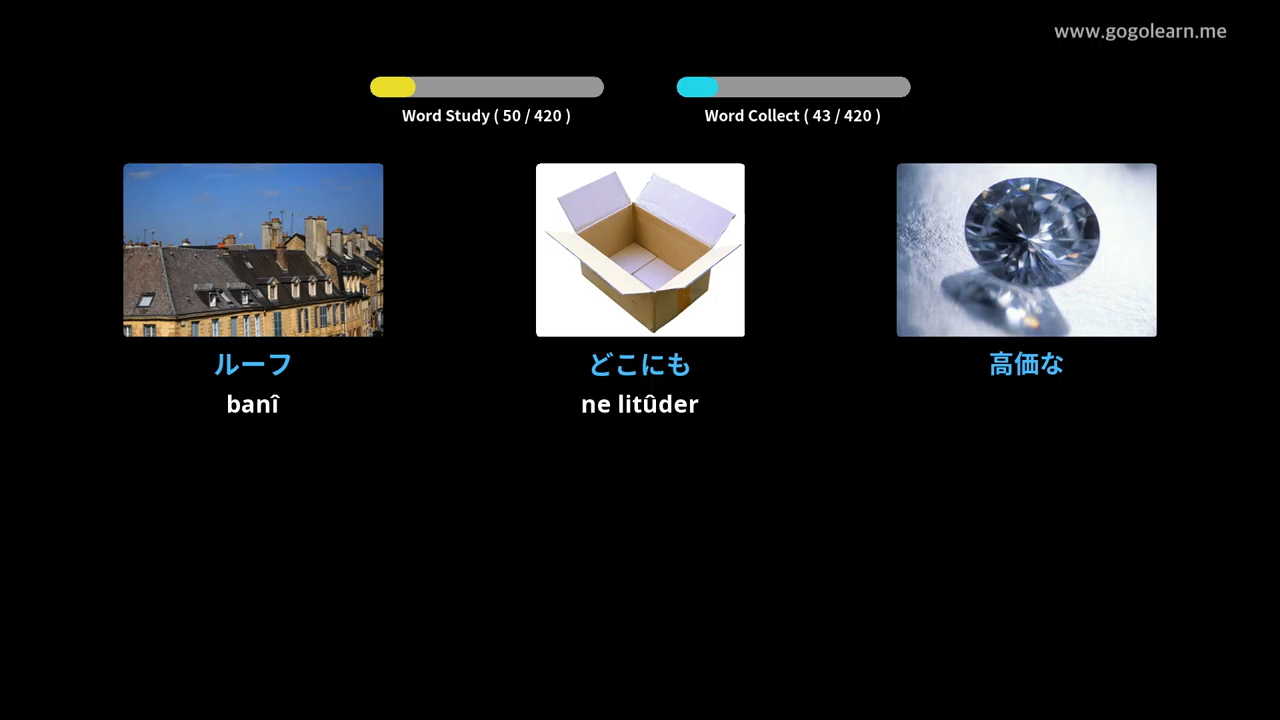 www.gogolearn.me
Word Study ( 50 / 420 )
Word Collect ( 43 / 420 )
ルーフ
どこにも
高価な
banî
ne litûder